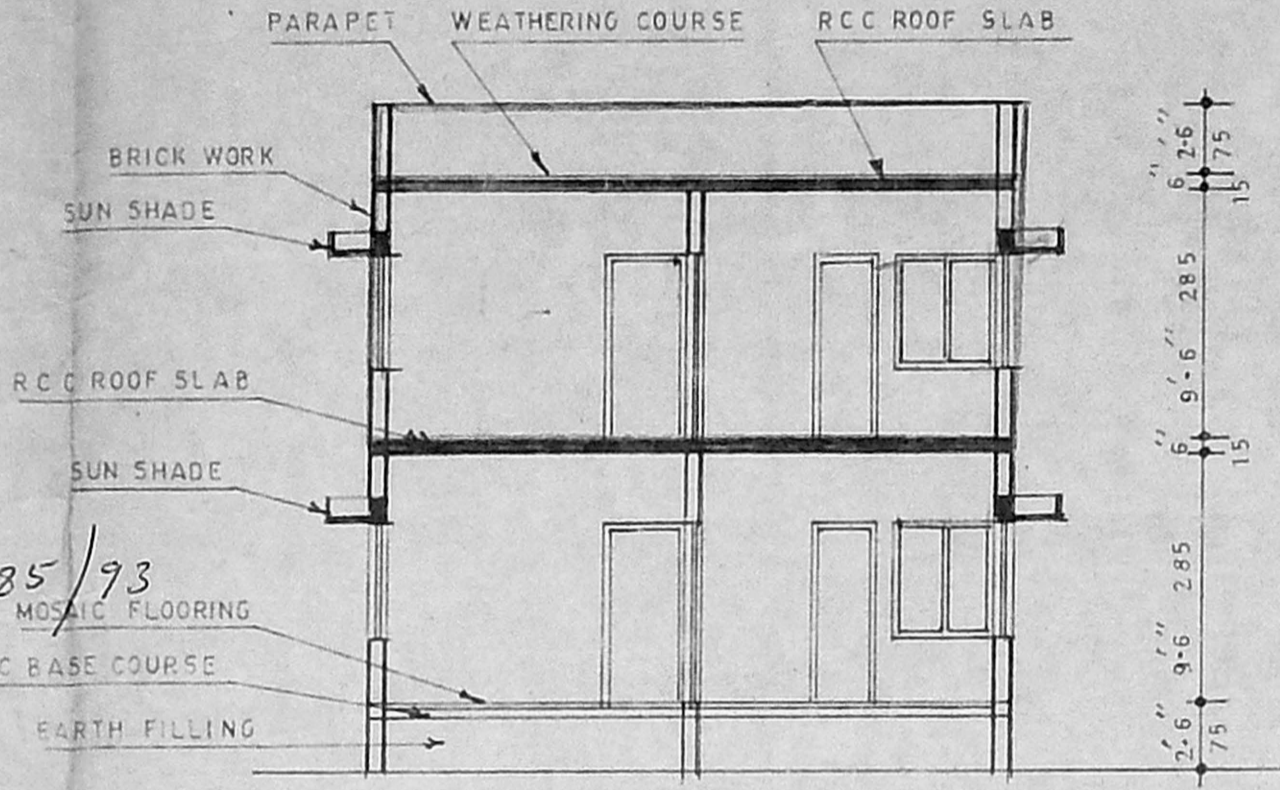 PARAPET WEATHERING COURSE RCC ROOF SLAB
BRICK WORK
SUN SHADE
RCC ROOF SLAB
SUN SHADE
85/93
MOSAIC FLOORING
C BASE COURSE
EARTH FILLING
2'-6" 75
6" 15
9'-6" 285
6" 15
9'-6" 285
2'-6" 75